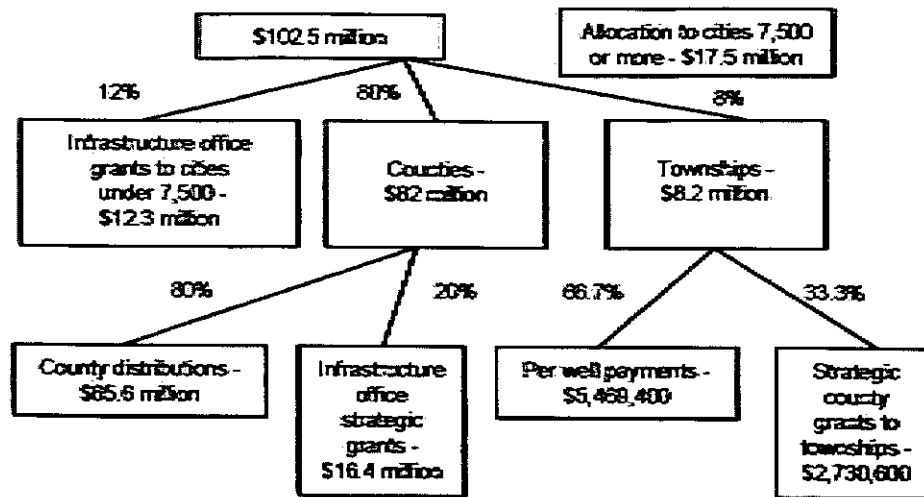 $102.5 million
Allocation to cities 7,500
or more - $17.5 million
12%
80%
8%
Infrastructure office
grants to cities
under 7,500 -
$12.3 million
Counties -
$82 million
Townships -
$8.2 million
80%
20%
66.7%
33.3%
County distributions -
$65.6 million
Infrastructure
office
strategic
grants -
$16.4 million
Per well payments -
$5,469,400
Strategic
county
grants to
townships -
$2,730,600